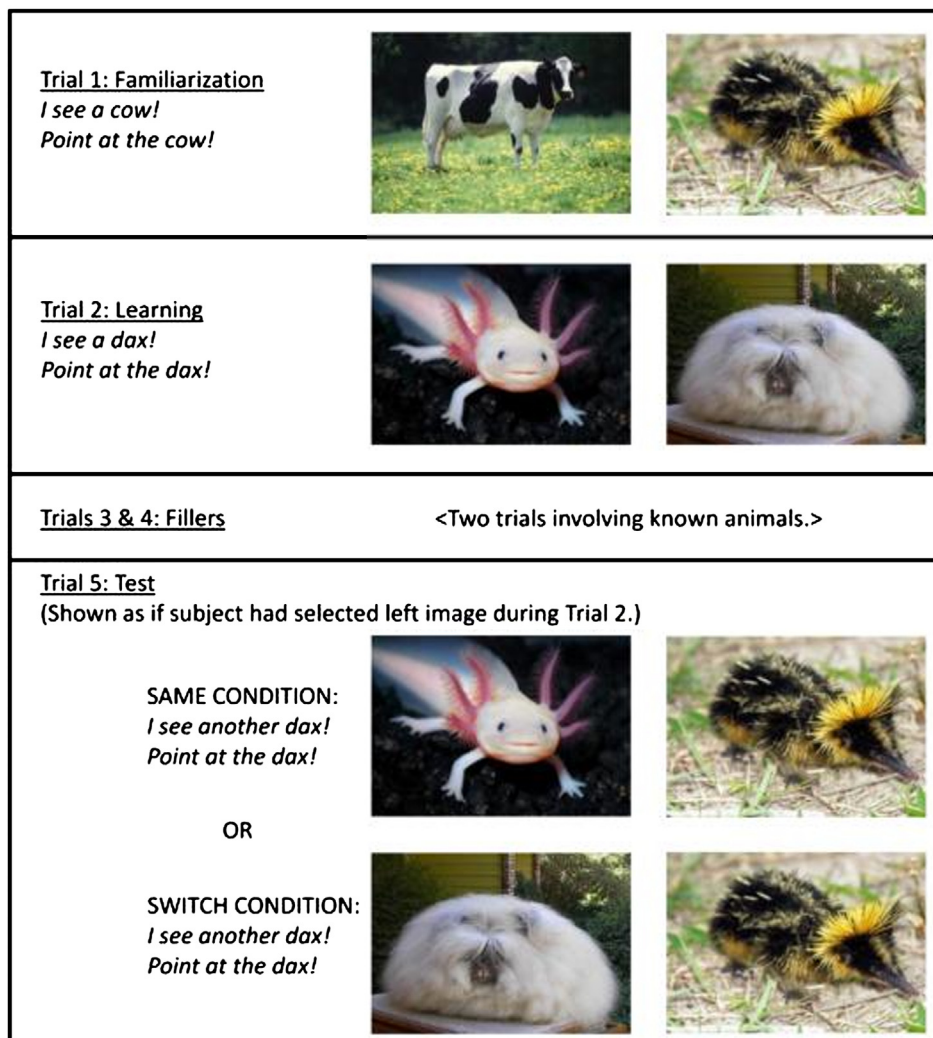 Trial 1: Familiarization
I see a cow!
Point at the cow!
Trial 2: Learning
I see a dax!
Point at the dax!
Trials 3 & 4: Fillers
<Two trials involving known animals.>
Trial 5: Test
(Shown as if subject had selected left image during Trial 2.)
SAME CONDITION:
I see another dax!
Point at the dax!
OR
SWITCH CONDITION:
I see another dax!
Point at the dax!